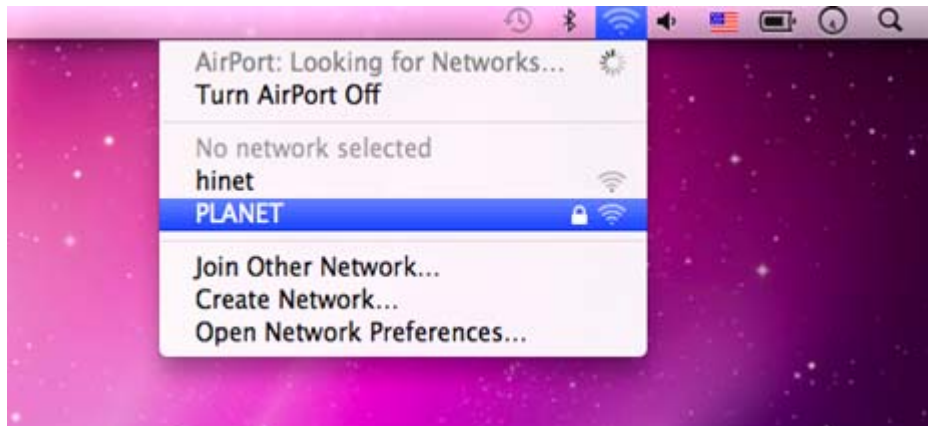 AirPort: Looking for Networks...
Turn AirPort Off
No network selected
hinet
PLANET
Join Other Network...
Create Network...
Open Network Preferences...